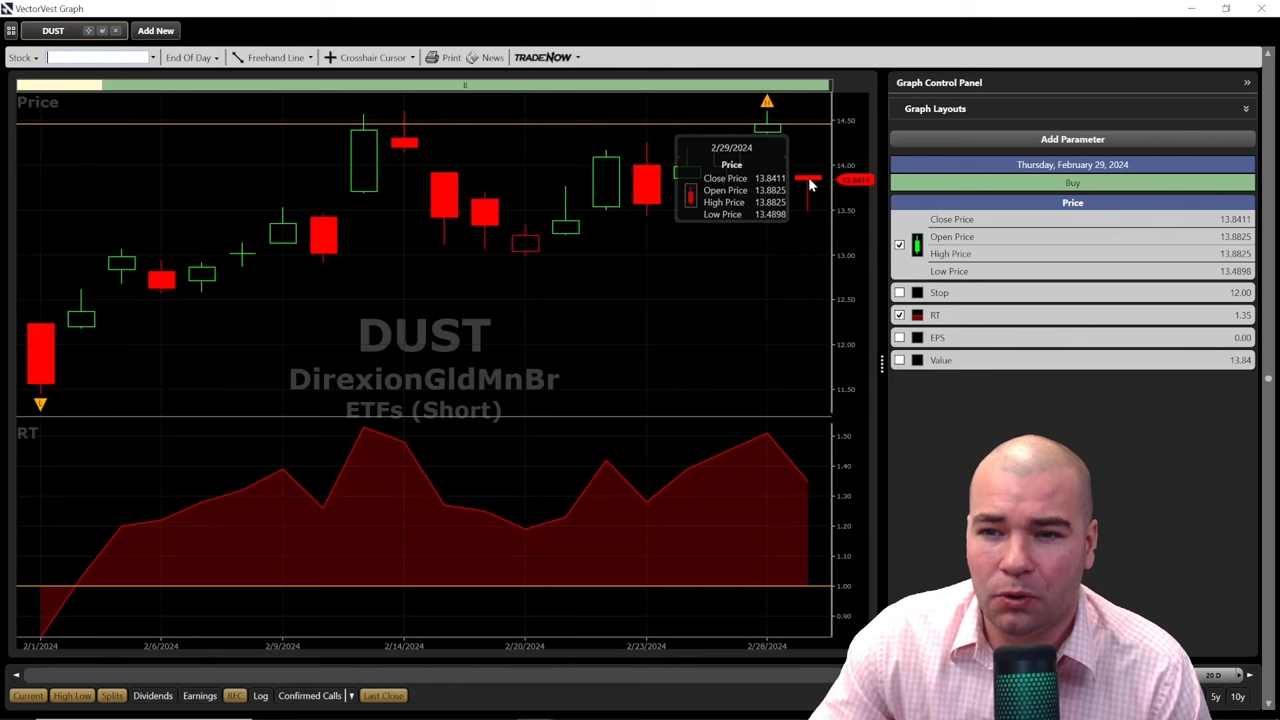 VectorVest Graph
DUST
Add New
Stock
End Of Day
Freehand Line
Crosshair Cursor
Print
News
TRADENOW
B
Price
14.50
14.00
13.8411
13.50
13.00
12.50
12.00
11.50
2/29/2024
Price
Close Price 13.8411
Open Price 13.8825
High Price 13.8825
Low Price 13.4898
DUST
DirexionGldMnBr
ETFs (Short)
RT
1.50
1.40
1.30
1.20
1.10
1.00
0.90
2/1/2024
2/6/2024
2/9/2024
2/14/2024
2/20/2024
2/23/2024
2/28/2024
Current
High Low
Splits
Dividends
Earnings
REC
Log
Confirmed Calls
Last Close
20 D
5y
10y
Graph Control Panel
Graph Layouts
Add Parameter
Thursday, February 29, 2024
Buy
Price
Close Price 13.8411
Open Price 13.8825
High Price 13.8825
Low Price 13.4898
Stop 12.00
RT 1.35
EPS 0.00
Value 13.84